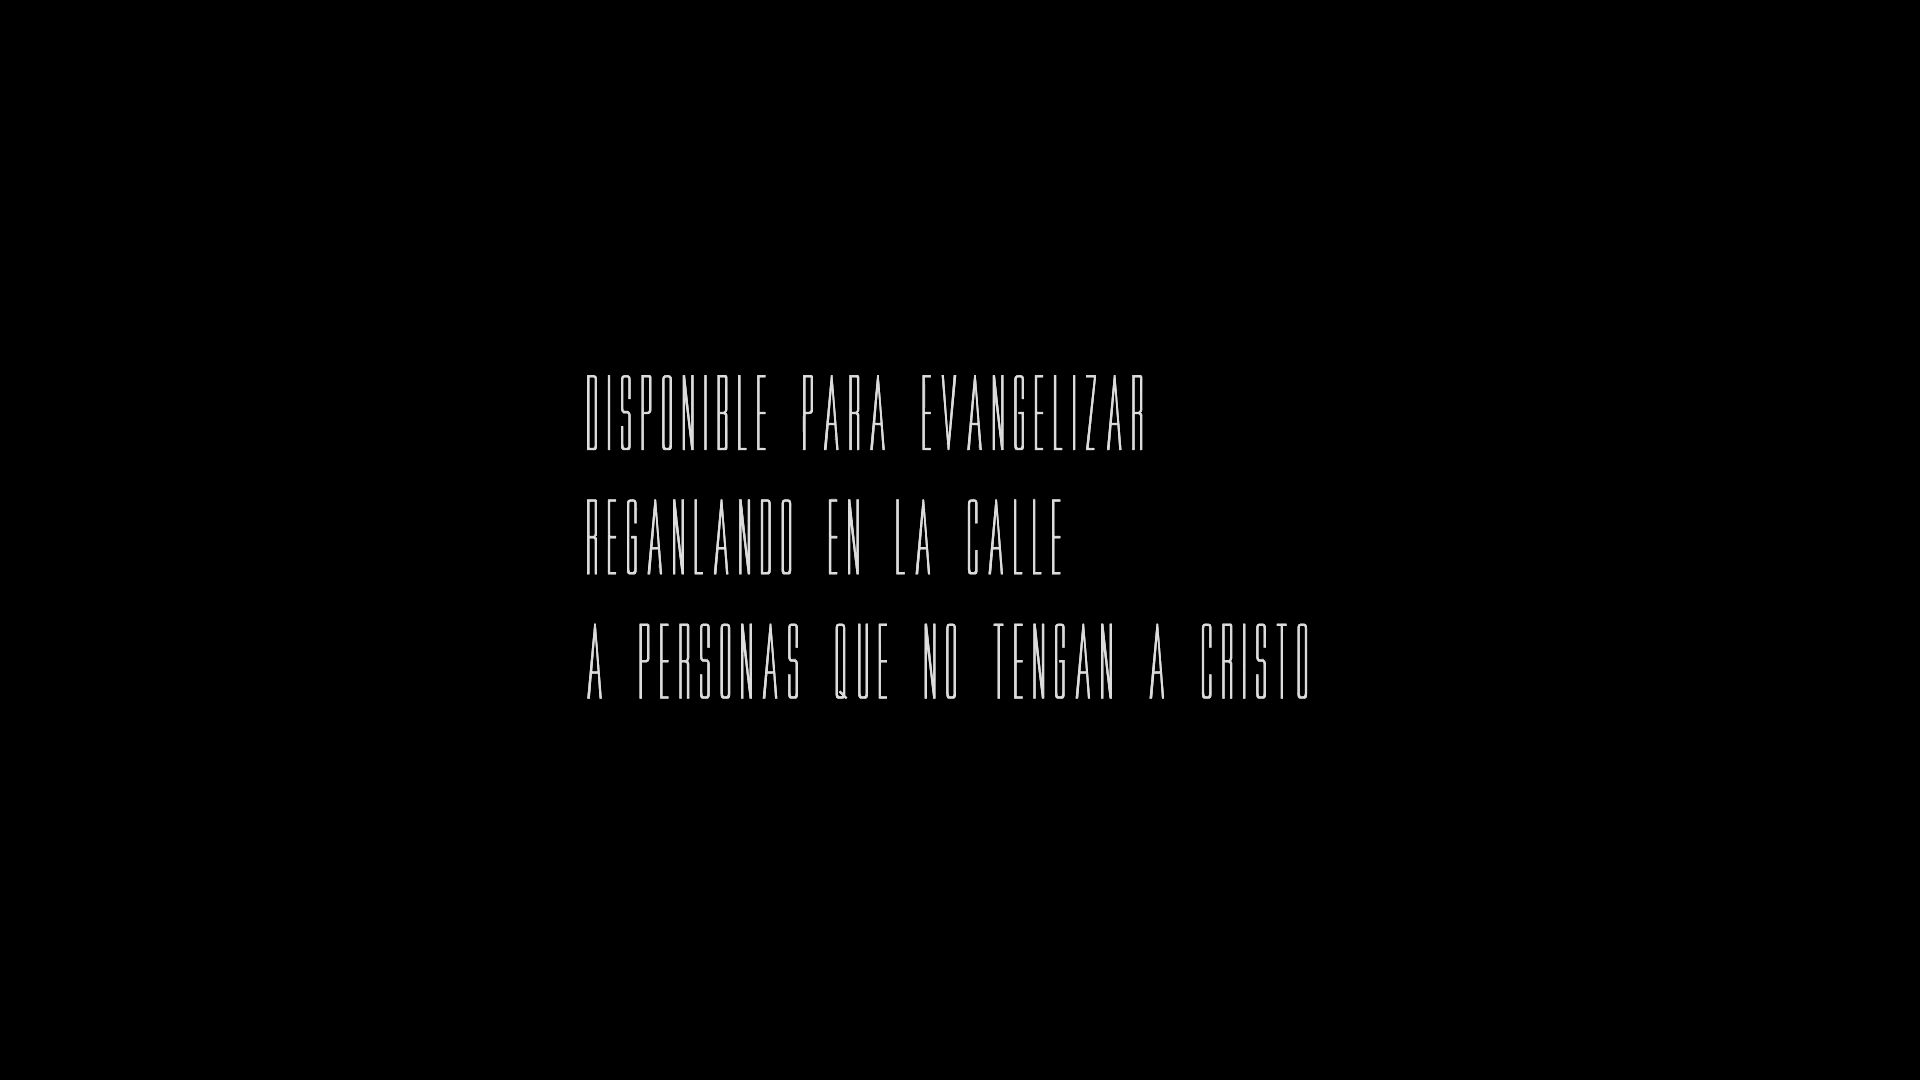 DISPONIBLE PARA EVANGELIZAR
REGANLANDO EN LA CALLE
A PERSONAS QUE NO TENGAN A CRISTO